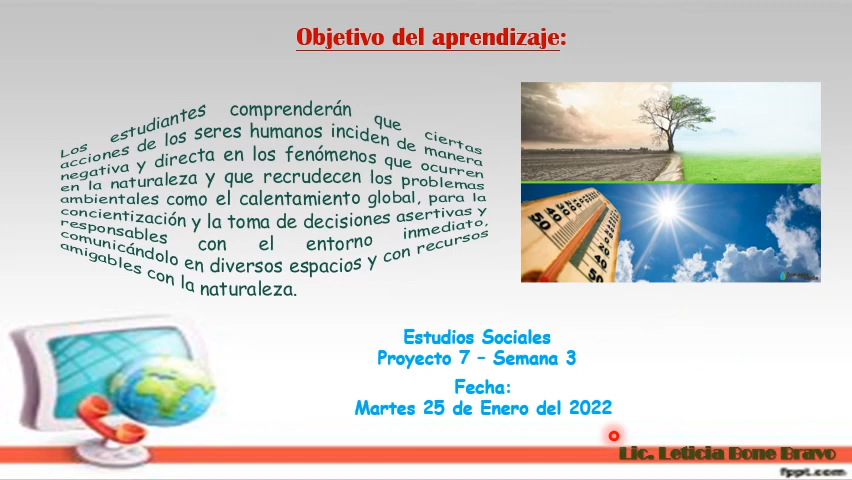 Objetivo del aprendizaje:
Los estudiantes comprenderán que ciertas
acciones de los seres humanos inciden de manera
negativa y directa en los fenómenos que ocurren
en la naturaleza y que recrudecen los problemas
ambientales como el calentamiento global, para la
concientización y la toma de decisiones asertivas y
responsables con el entorno inmediato,
comunicándolo en diversos espacios y con recursos
amigables con la naturaleza.
50
40
20
50
Estudios Sociales
Proyecto 7 – Semana 3
Fecha:
Martes 25 de Enero del 2022
Lic. Leticia Bone Bravo
fppt.com